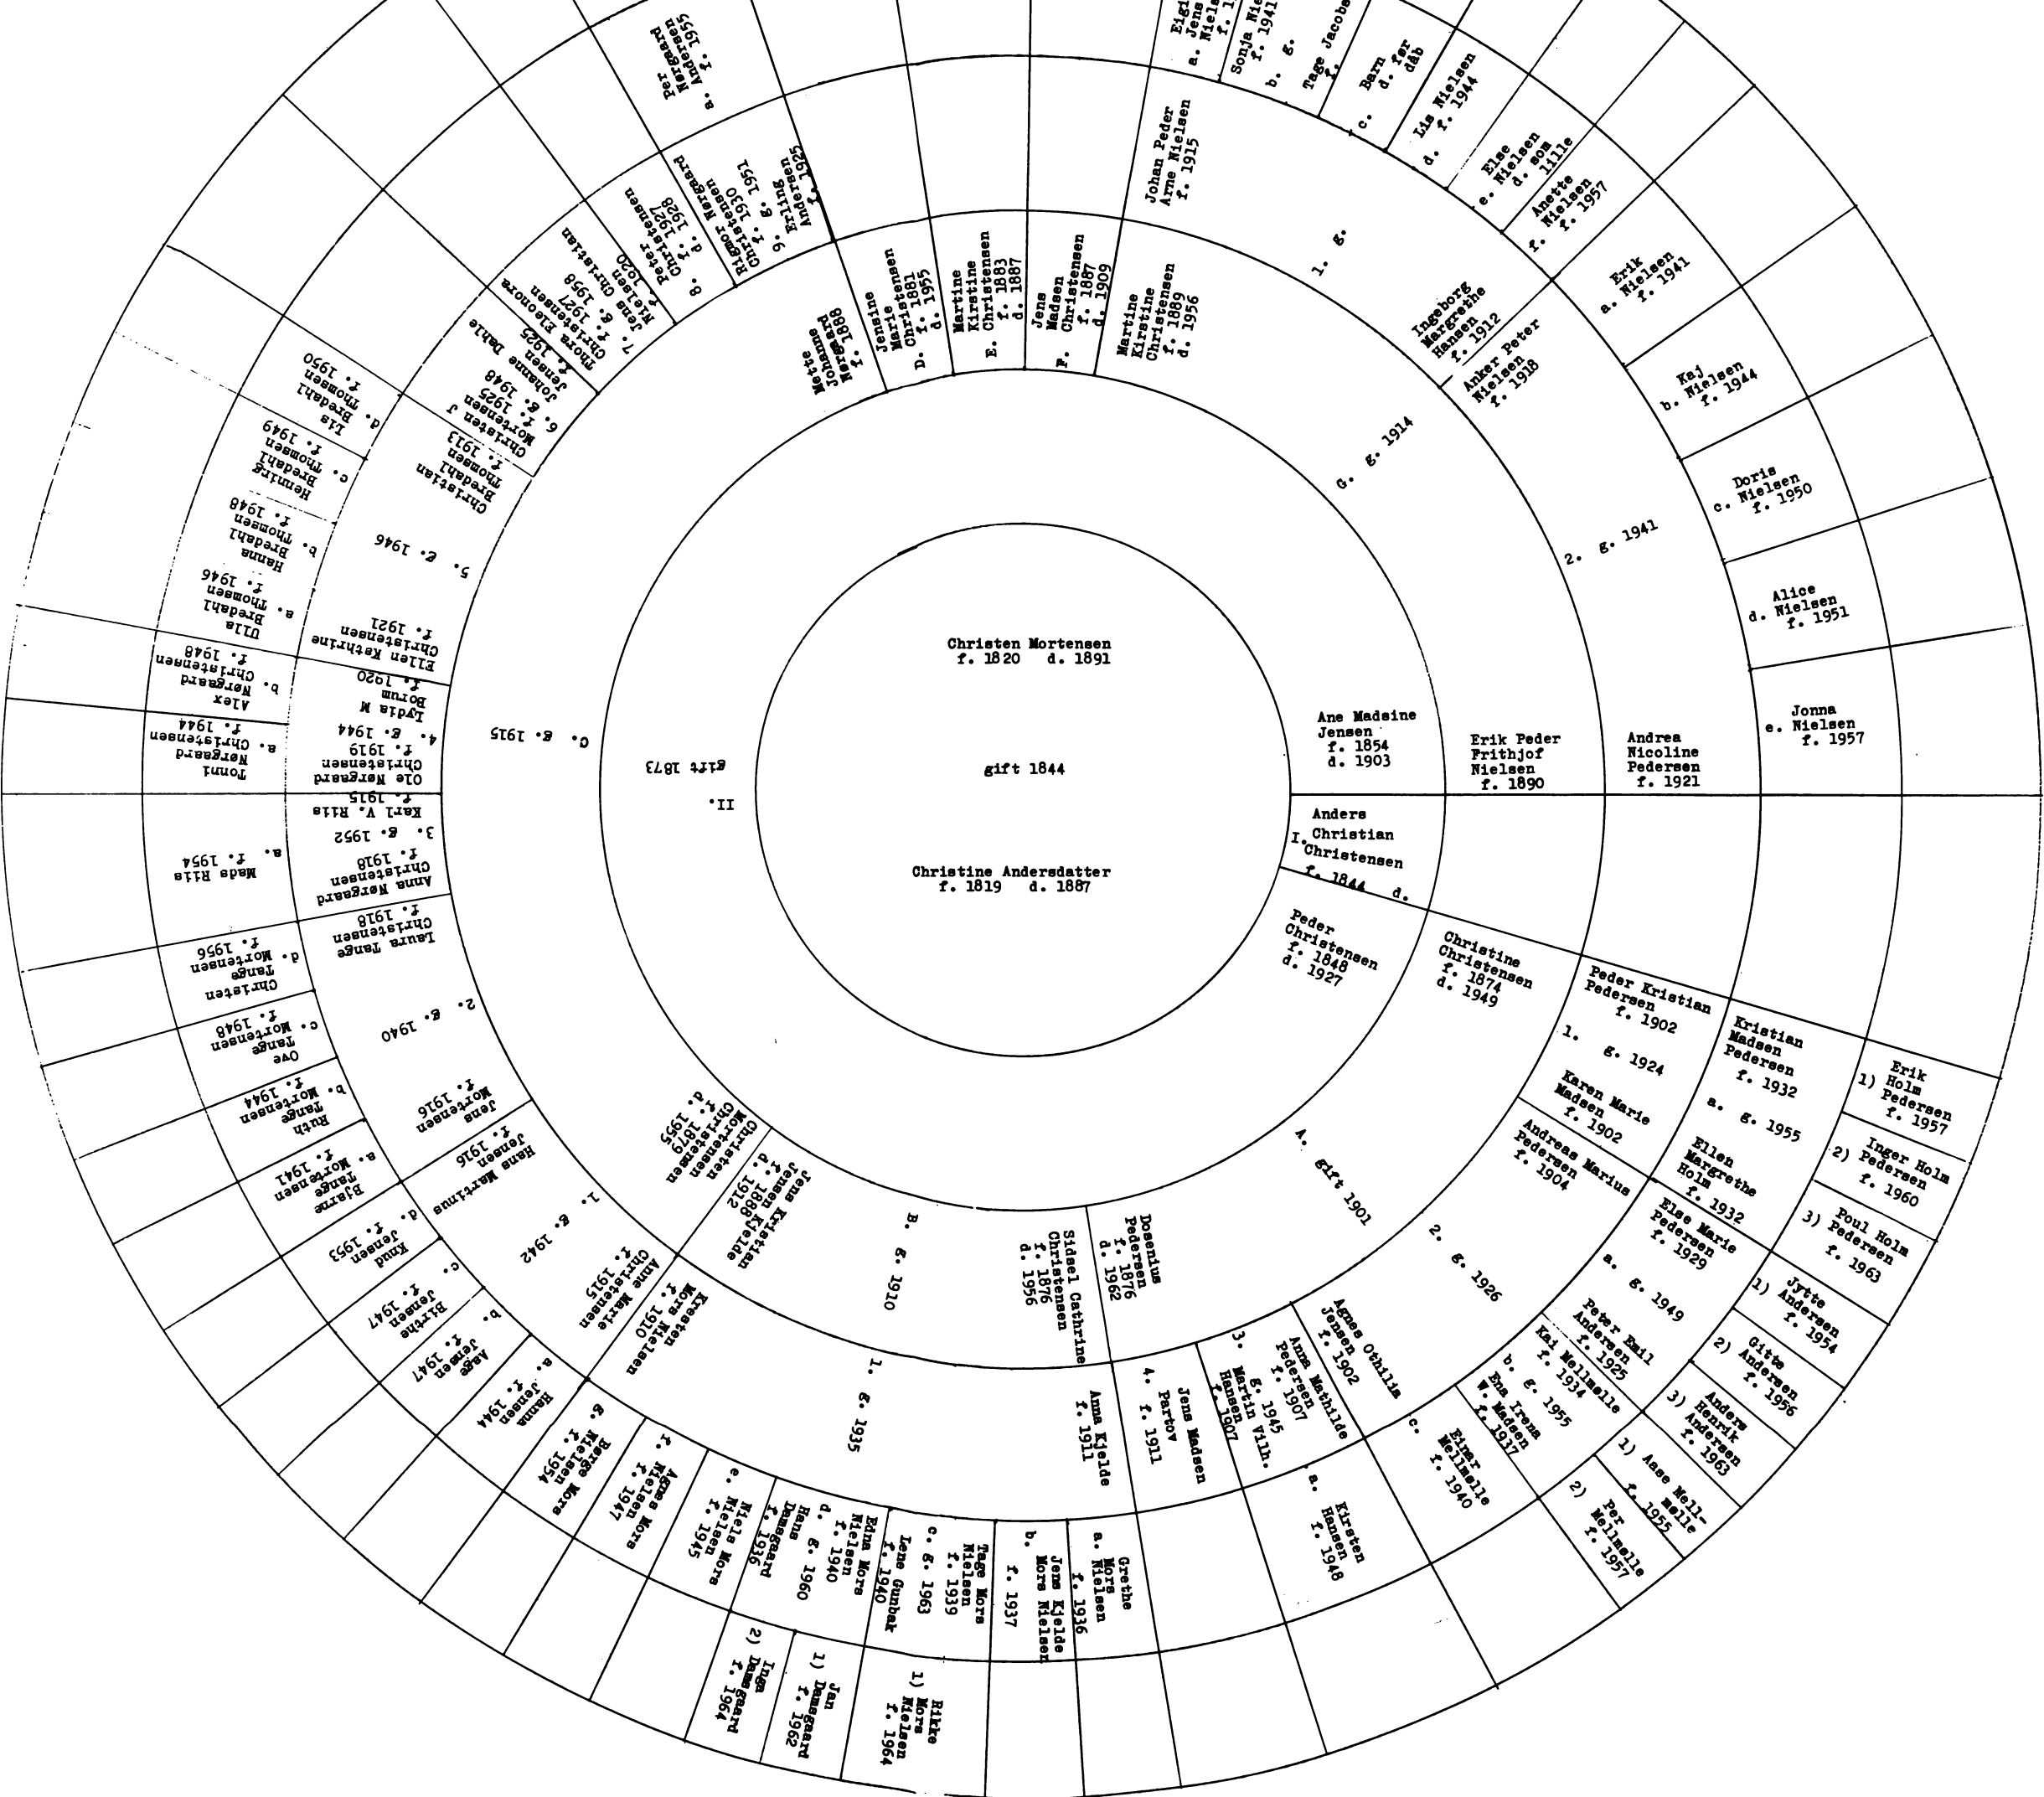 Christen Mortensen
f. 1820 d. 1891
gift 1844
Christine Andersdatter
f. 1819 d. 1887
Anders
I. Christian
Christensen
f. 1844 d.
Peder
Christensen
f. 1848
d. 1927
II.
gift 1873
Ane Madsine
Jensen
f. 1854
d. 1903
Christine
Christensen
f. 1874
d. 1949
A. gift 1901
Dosenius
Pedersen
f. 1876
d. 1962
Sidsel Cathrine
Christensen
f. 1876
d. 1956
B. g. 1910
Jens Kristian
Jensen Kjelde
f. 1888
d. 1912
Christen
Mortensen
Christensen
f. 1879
d. 1955
C. g. 1915
Mette
Johanne
Nørgaard
f. 1888
Jensine
Marie
D. Christensen
f. 1881
d. 1955
Martine
Kirstine
E. Christensen
f. 1883
d. 1887
Jens
Madsen
F. Christensen
f. 1887
d. 1909
Martine
Kirstine
Christensen
f. 1889
d. 1956
G. g. 1914
Erik Peder
Frithjof
Nielsen
f. 1890
Peder Kristian
Pedersen
f. 1902
1. g. 1924
Karen Marie
Madsen
f. 1902
Andreas Marius
Pedersen
f. 1904
2. g. 1926
Agnes Othilia
Jensen
f. 1902
Anna Mathilde
Pedersen
f. 1907
3. g. 1945
Martin Vilh.
Hansen
f. 1907
Jens Madsen
4. Partov
f. 1911
Anna Kjelde
f. 1911
1. g. 1935
Kresten
Mors Nielsen
f. 1910
Anne Marie
Christensen
f. 1915
1. g. 1942
Hans Martinus
Jensen
f. 1916
Jens
Mortensen
f. 1916
2. g. 1940
Laura Tange
Christensen
f. 1918
Anna Nørgaard
Christensen
f. 1918
3. g. 1952
Karl V. Riis
f. 1915
Ole Nørgaard
Christensen
f. 1919
4. g. 1944
Lydia M
Borum
f. 1920
Ellen Kathrine
Christensen
f. 1921
5. g. 1946
Christian
Bredahl
Thomsen
f. 1913
Christen J
Mortensen
f. 1925
6. g. 1948
Johanne Dahle
Jensen
f. 1925
Thora Eleonora
Christensen
f. 1927
7. g. 1958
Jens Christian
Nielsen
f. 1920
Peter
Christensen
8. f. 1927
d. 1928
Rigmor Nørgaard
Christensen
f. 1930
9. g. 1951
Erling
Andersen
f. 1925
Johan Peder
Arne Nielsen
f. 1915
1. g.
Ingeborg
Margrethe
Hansen
f. 1912
Anker Peter
Nielsen
f. 1918
2. g. 1941
Andrea
Nicoline
Pedersen
f. 1921
Kristian
Madsen
Pedersen
f. 1932
a. g. 1955
Ellen
Margrethe
Holm
f. 1932
Else Marie
Pedersen
f. 1929
a. g. 1949
Peter Emil
Andersen
f. 1925
Kai Mellmølle
f. 1934
b. g. 1955
Ena Irena
W. Madsen
f. 1937
c. Einar
Mellmølle
f. 1940
Kirsten
a. Hansen
f. 1948
Grethe
Mors
a. Nielsen
f. 1936
Jens Kjelde
Mors Nielsen
b. f. 1937
Tage Mors
Nielsen
f. 1939
c. g. 1963
Lene Gunbak
f. 1940
Edna Mors
Nielsen
f. 1940
d. g. 1960
Hans
Damsgaard
f. 1936
Niels Mors
e. Nielsen
f. 1945
Agnes Mors
f. Nielsen
f. 1947
Børge Mors
g. Nielsen
f. 1954
Hanna
a. Jensen
f. 1944
Aage
b. Jensen
f. 1947
Birthe
c. Jensen
f. 1947
Knud
d. Jensen
f. 1953
Bjarne
Tange
a. Mortensen
f. 1941
Ruth
Tange
b. Mortensen
f. 1944
Ove
Tange
c. Mortensen
f. 1948
Christen
Tange
d. Mortensen
f. 1956
Mads Riis
a. f. 1954
Tonni
Nørgaard
a. Christensen
f. 1944
Alex
Nørgaard
b. Christensen
f. 1948
Ulla
Bredahl
a. Thomsen
f. 1946
Hanna
Bredahl
b. Thomsen
f. 1948
Henning
Bredahl
c. Thomsen
f. 1949
Lis
Bredahl
d. Thomsen
f. 1950
Per
Nørgaard
a. Andersen
f. 1955
a. Jens
Niels
Sonja Nie
f. 1941
b. g.
Tage Jacobs
f.
Barn
c. d. før
dåb
Lis Nielsen
d. f. 1944
Else
e. Nielsen
d. som
lille
Anette
Nielsen
f. f. 1957
Erik
a. Nielsen
f. 1941
Kaj
b. Nielsen
f. 1944
Doris
c. Nielsen
f. 1950
Alice
d. Nielsen
f. 1951
Jonna
e. Nielsen
f. 1957
Erik
1) Holm
Pedersen
f. 1957
Inger Holm
2) Pedersen
f. 1960
Poul Holm
3) Pedersen
f. 1963
Jytte
1) Andersen
f. 1954
Gitte
2) Andersen
f. 1956
Anders
Henrik
3) Andersen
f. 1963
1) Aase Mell-
mølle
f. 1955
Per
2) Mellmølle
f. 1957
Rikke
1) Mors
Nielsen
f. 1964
Jan
1) Damsgaard
f. 1962
Inga
2) Damsgaard
f. 1964